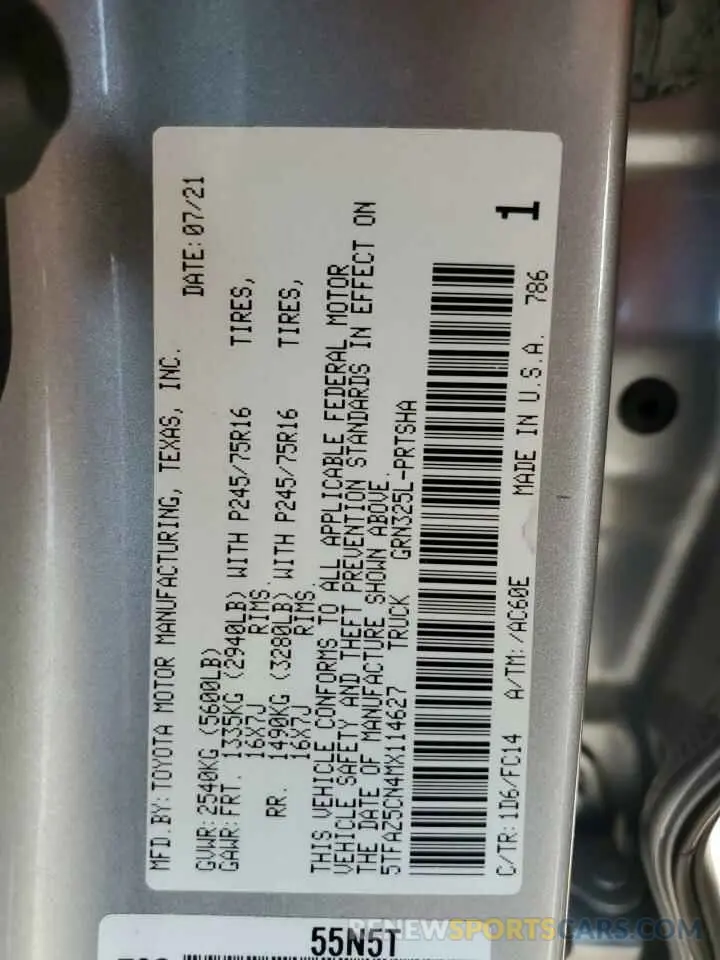 MFD.BY:TOYOTA MOTOR MANUFACTURING, TEXAS, INC.
DATE:07/21
GVWR:2540KG (5600LB)
GAWR:FRT. 1335KG (2940LB) WITH P245/75R16 TIRES,
16X7J RIMS
RR. 1490KG (3280LB) WITH P245/75R16 TIRES,
16X7J RIMS
THIS VEHICLE CONFORMS TO ALL APPLICABLE FEDERAL MOTOR
VEHICLE SAFETY AND THEFT PREVENTION STANDARDS IN EFFECT ON
THE DATE OF MANUFACTURE SHOWN ABOVE.
5TFAZ5CN4MX114627 TRUCK GRN325L-PRTSHA
1
C/TR:1D6/FC14 A/TM:/AC60E MADE IN U.S.A. 786
55N5T
RENEWSPORTSCARS.COM